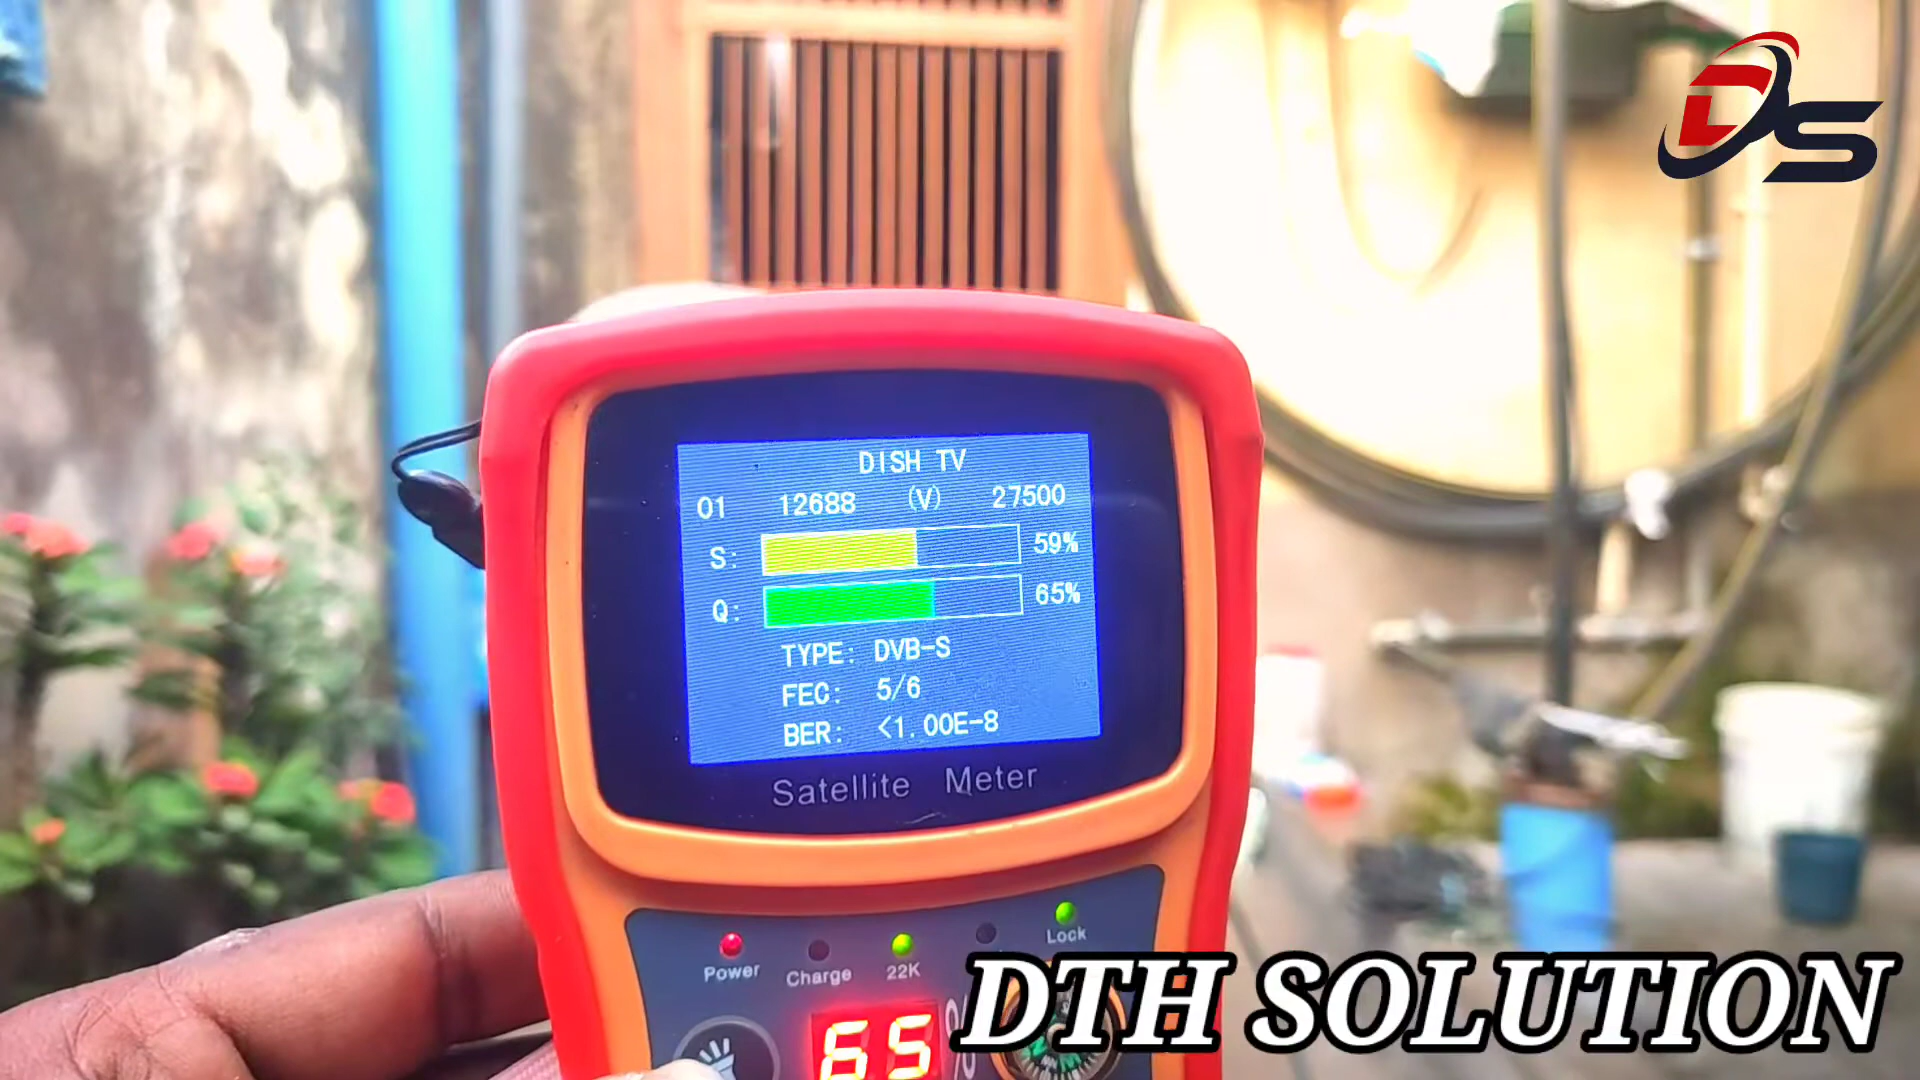 DS
DISH TV
01 12688 (V) 27500
S: 59%
Q: 65%
TYPE: DVB-S
FEC: 5/6
BER: <1.00E-8
Satellite Meter
Power Charge 22K Lock
65 %
DTH SOLUTION